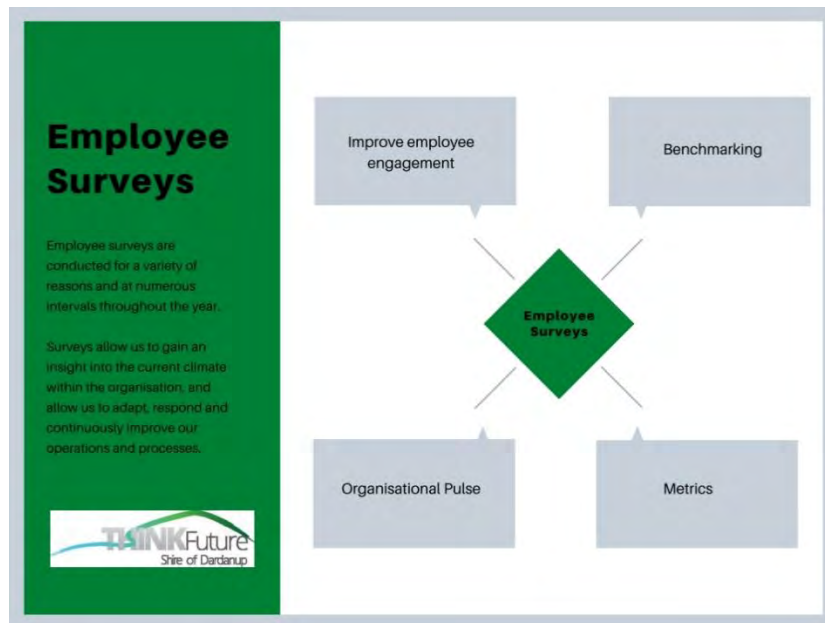 Employee
Surveys
Employee surveys are
conducted for a variety of
reasons and at numerous
intervals throughout the year.
Surveys allow us to gain an
insight into the current climate
within the organisation, and
allow us to adapt, respond and
continuously improve our
operations and processes.
THINKFuture
Shire of Dardanup
Improve employee
engagement
Benchmarking
Employee
Surveys
Organisational Pulse
Metrics